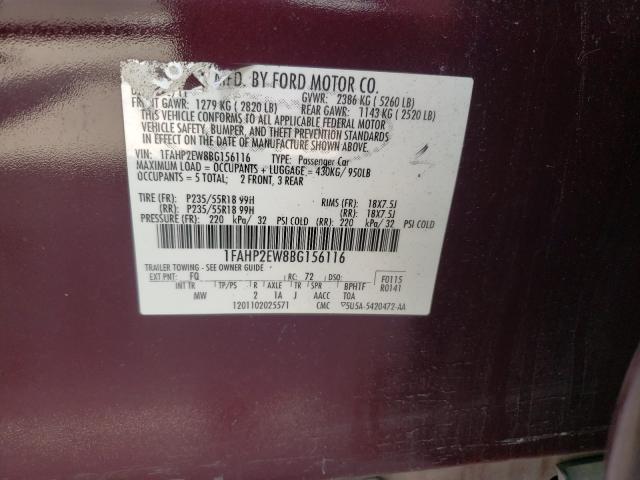 MFD. BY FORD MOTOR CO.
GVWR: 2386 KG ( 5260 LB)
FRONT GAWR: 1279 KG ( 2820 LB) REAR GAWR: 1143 KG ( 2520 LB)
THIS VEHICLE CONFORMS TO ALL APPLICABLE FEDERAL MOTOR
VEHICLE SAFETY, BUMPER, AND THEFT PREVENTION STANDARDS
IN EFFECT ON THE DATE OF MANUFACTURE SHOWN ABOVE.
VIN: 1FAHP2EW8BG156116 TYPE: Passenger Car
MAXIMUM LOAD = OCCUPANTS + LUGGAGE = 430KG/ 950LB
OCCUPANTS = 5 TOTAL; 2 FRONT, 3 REAR
TIRE (FR): P235/55R18 99H RIMS (FR): 18X7.5J
(RR): P235/55R18 99H (RR): 18X7.5J
PRESSURE (FR): 220 kPa/ 32 PSI COLD (RR): 220 kPa/ 32 PSI COLD
1FAHP2EW8BG156116
TRAILER TOWING - SEE OWNER GUIDE
EXT PNT: FQ RC: 72 DSO: F0115
INT TR TP/PS R AXLE TR SPR BPHTF R0141
MW 2 1A J AACC TOA
1201102025571 CMC 5U5A-5420472-AA